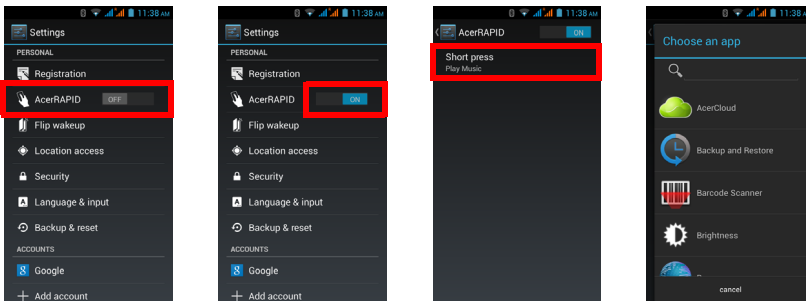 11:38 AM
Settings
PERSONAL
Registration
AcerRAPID OFF
Flip wakeup
Location access
Security
A Language & input
Backup & reset
ACCOUNTS
8 Google
Add account
11:38 AM
Settings
PERSONAL
Registration
AcerRAPID ON
Flip wakeup
Location access
Security
A Language & input
Backup & reset
ACCOUNTS
8 Google
Add account
11:38 AM
AcerRAPID ON
Short press
Play Music
11:38 AM
Choose an app
AcerCloud
Backup and Restore
Barcode Scanner
Brightness
cancel